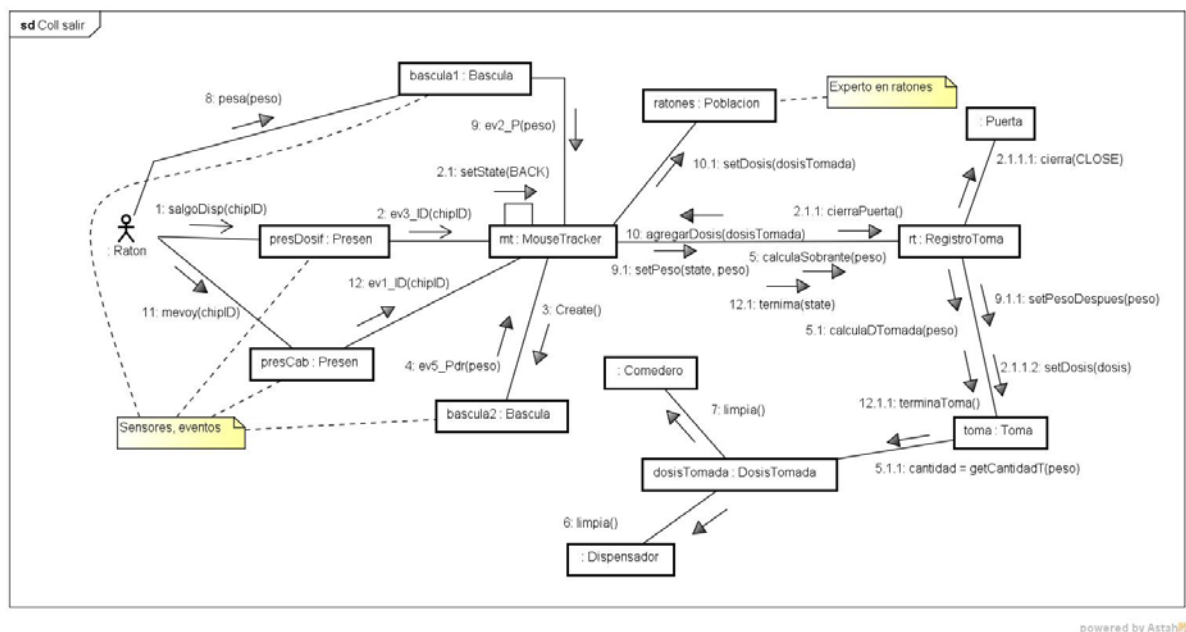 sd Coll salir
bascula1 : Bascula
8: pesa(peso)
ratones : Poblacion
Experto en ratones
: Puerta
9: ev2_P(peso)
2.1: setState(BACK)
10.1: setDosis(dosisTomada)
2.1.1.1: cierra(CLOSE)
1: salgoDisp(chipID)
2: ev3_ID(chipID)
2.1.1: cierraPuerta()
: Raton
presDosif : Presen
mt : MouseTracker
10: agregarDosis(dosisTomada)
rt : RegistroToma
9.1: setPeso(state, peso)
5: calculaSobrante(peso)
12: ev1_ID(chipID)
12.1: ternima(state)
9.1.1: setPesoDespues(peso)
11: mevoy(chipID)
3: Create()
5.1: calculaDTomada(peso)
presCab : Presen
4: ev5_Pdr(peso)
: Comedero
2.1.1.2: setDosis(dosis)
12.1.1: terminaToma()
Sensores, eventos
bascula2 : Bascula
7: limpia()
toma : Toma
dosisTomada : DosisTomada
5.1.1: cantidad = getCantidadT(peso)
6: limpia()
: Dispensador
powered by Astah